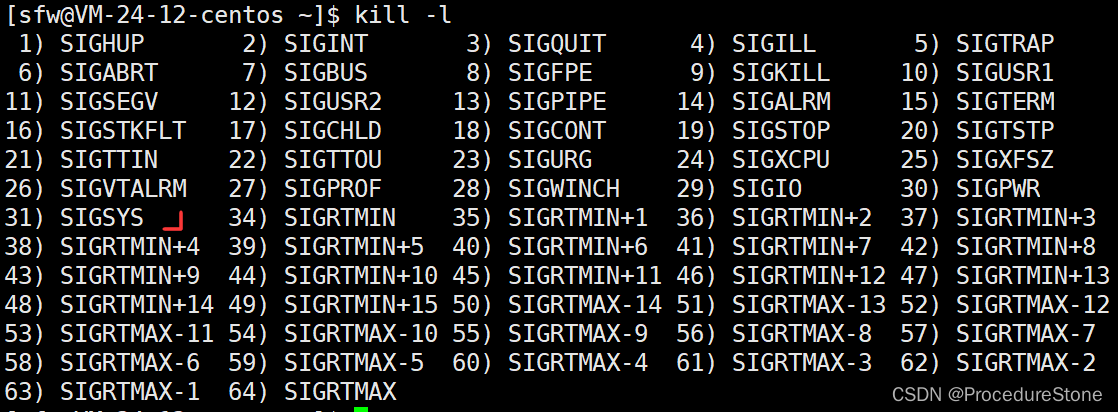 [sfw@VM-24-12-centos ~]$ kill -l
 1) SIGHUP       2) SIGINT       3) SIGQUIT      4) SIGILL       5) SIGTRAP
 6) SIGABRT      7) SIGBUS       8) SIGFPE       9) SIGKILL     10) SIGUSR1
11) SIGSEGV     12) SIGUSR2     13) SIGPIPE     14) SIGALRM     15) SIGTERM
16) SIGSTKFLT   17) SIGCHLD     18) SIGCONT     19) SIGSTOP     20) SIGTSTP
21) SIGTTIN     22) SIGTTOU     23) SIGURG      24) SIGXCPU     25) SIGXFSZ
26) SIGVTALRM   27) SIGPROF     28) SIGWINCH    29) SIGIO       30) SIGPWR
31) SIGSYS      34) SIGRTMIN    35) SIGRTMIN+1  36) SIGRTMIN+2  37) SIGRTMIN+3
38) SIGRTMIN+4  39) SIGRTMIN+5  40) SIGRTMIN+6  41) SIGRTMIN+7  42) SIGRTMIN+8
43) SIGRTMIN+9  44) SIGRTMIN+10 45) SIGRTMIN+11 46) SIGRTMIN+12 47) SIGRTMIN+13
48) SIGRTMIN+14 49) SIGRTMIN+15 50) SIGRTMAX-14 51) SIGRTMAX-13 52) SIGRTMAX-12
53) SIGRTMAX-11 54) SIGRTMAX-10 55) SIGRTMAX-9  56) SIGRTMAX-8  57) SIGRTMAX-7
58) SIGRTMAX-6  59) SIGRTMAX-5  60) SIGRTMAX-4  61) SIGRTMAX-3  62) SIGRTMAX-2
63) SIGRTMAX-1  64) SIGRTMAX
CSDN @ProcedureStone